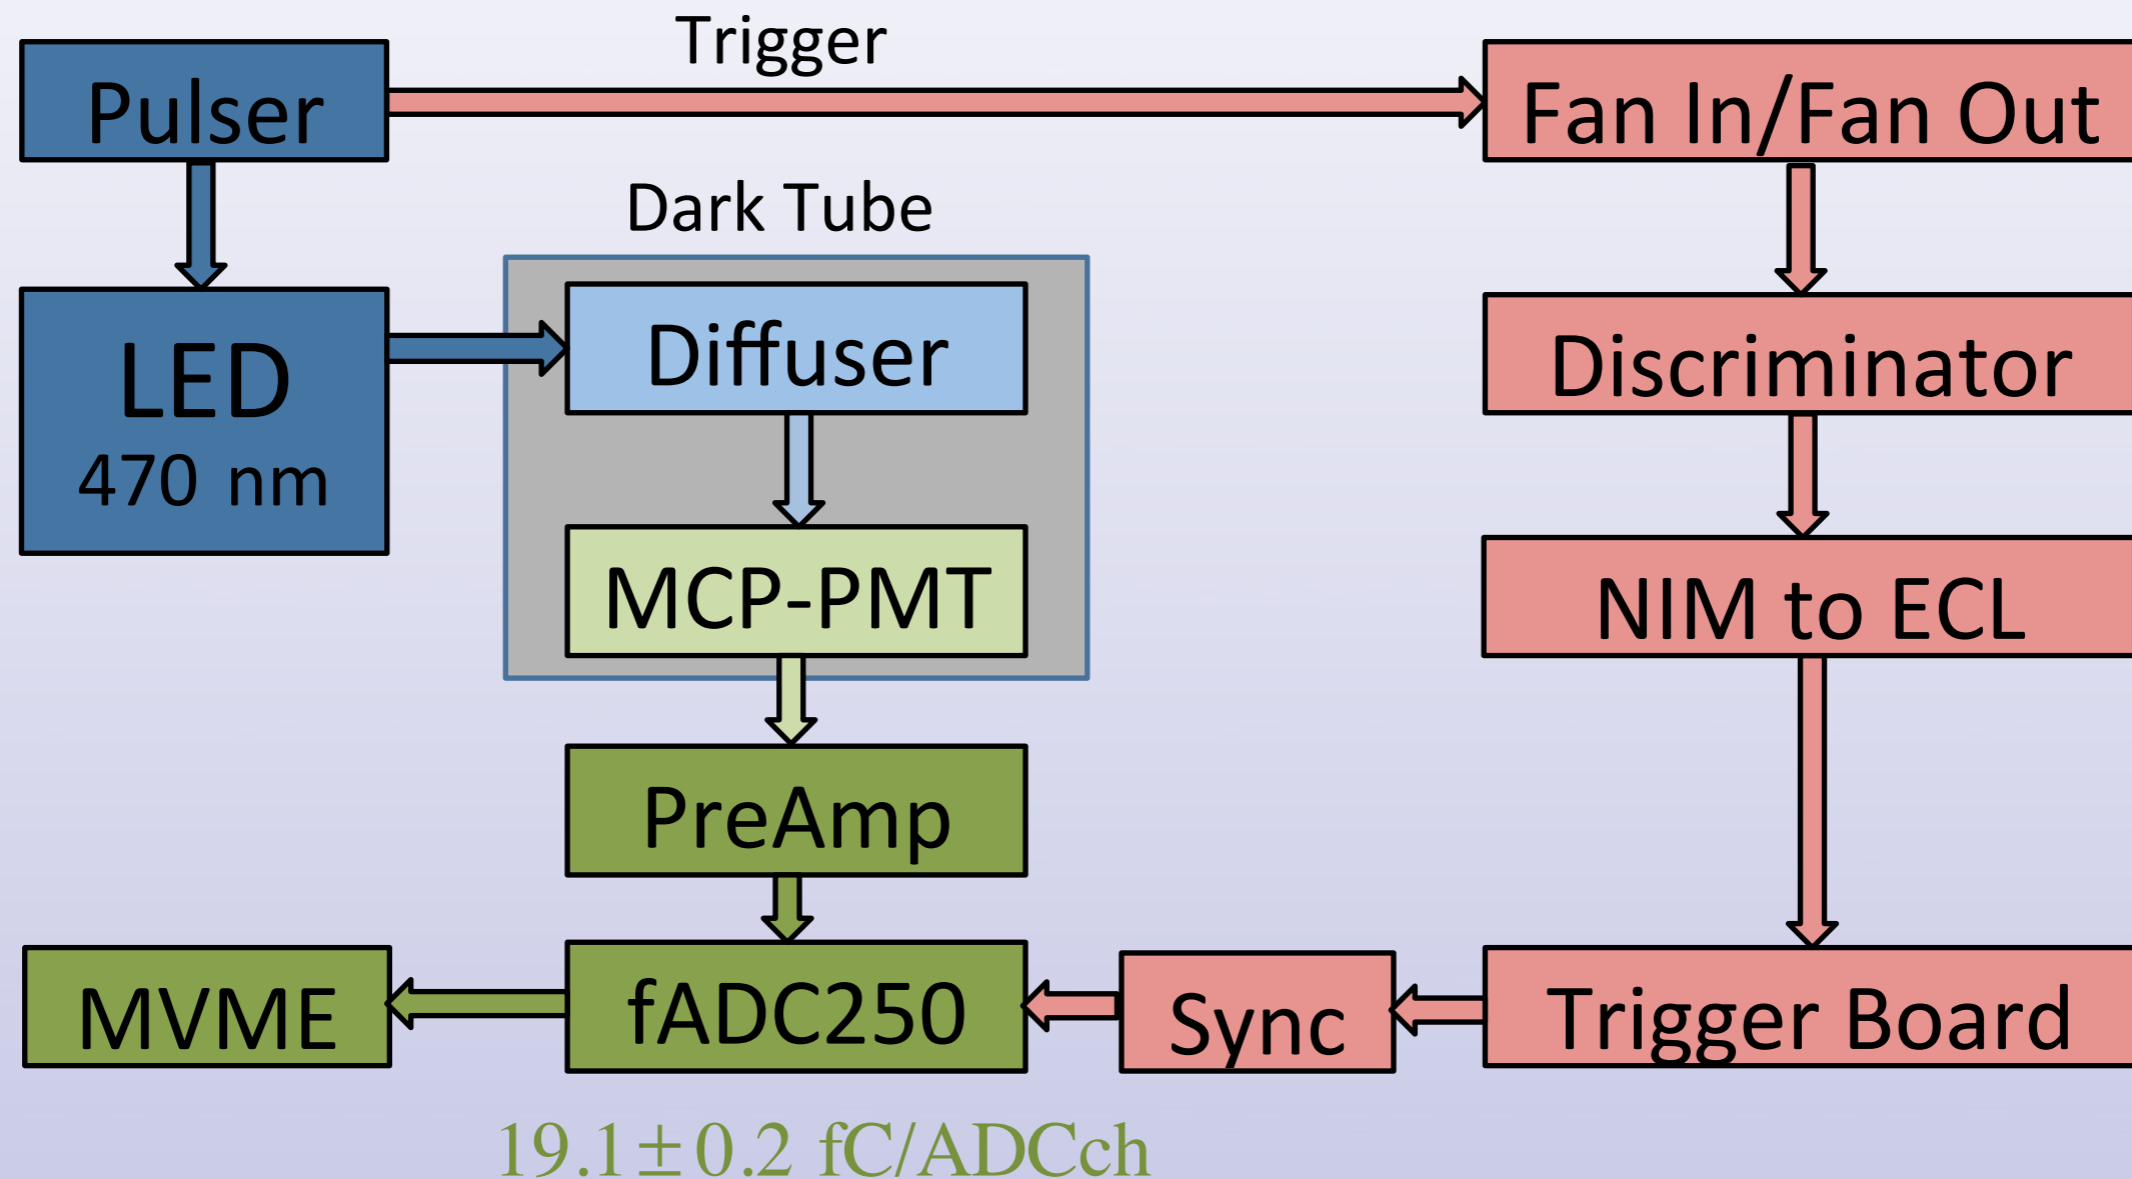 Trigger
Pulser
Fan In/Fan Out
Dark Tube
LED
470 nm
Diffuser
Discriminator
MCP-PMT
NIM to ECL
PreAmp
MVME
fADC250
Sync
Trigger Board
19.1±0.2 fC/ADCch